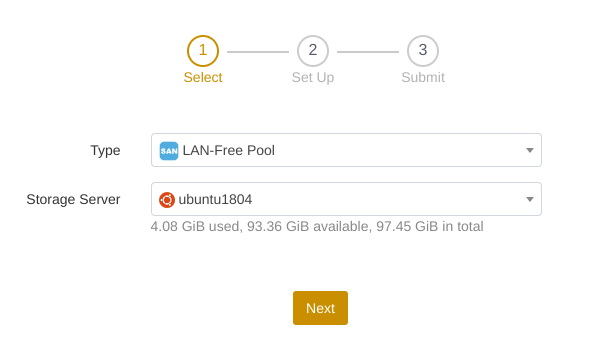 1
2
3
Select
Set Up
Submit
Type
SAN LAN-Free Pool
Storage Server
ubuntu1804
4.08 GiB used, 93.36 GiB available, 97.45 GiB in total
Next